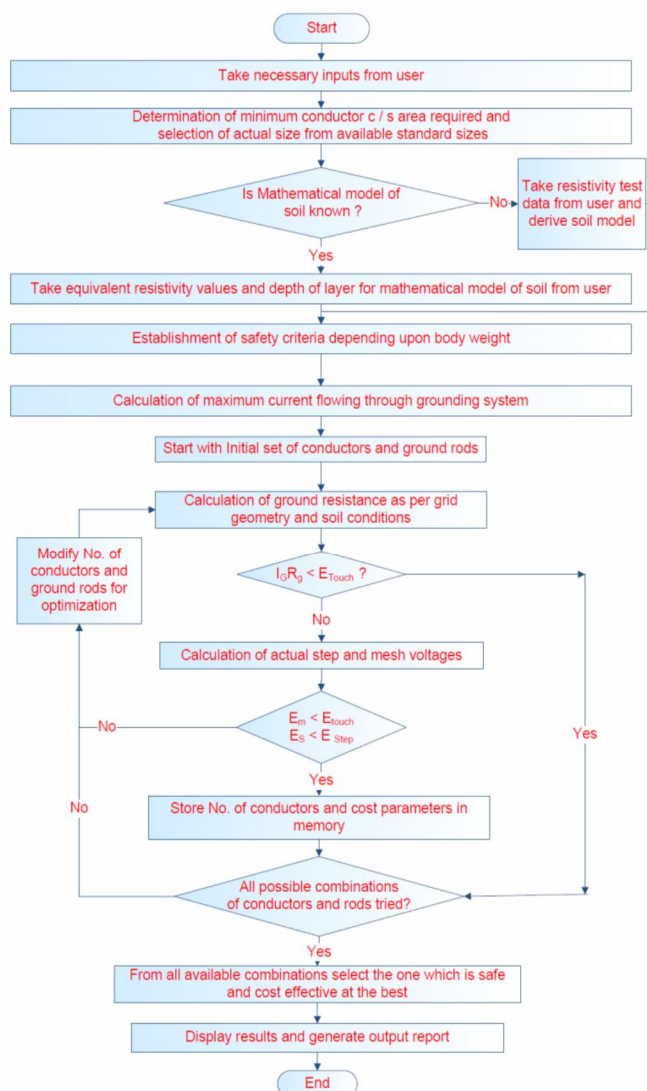 Start
Take necessary inputs from user
Determination of minimum conductor c / s area required and
selection of actual size from available standard sizes
Is Mathematical model of
soil known ?
No
Take resistivity test
data from user and
derive soil model
Yes
Take equivalent resistivity values and depth of layer for mathematical model of soil from user
Establishment of safety criteria depending upon body weight
Calculation of maximum current flowing through grounding system
Start with Initial set of conductors and ground rods
Calculation of ground resistance as per grid
geometry and soil conditions
Modify No. of
conductors and
ground rods for
optimization
IGRg < ETouch ?
No
Calculation of actual step and mesh voltages
Em < Etouch
ES < E Step
No
Yes
Yes
No
Store No. of conductors and cost parameters in
memory
All possible combinations
of conductors and rods tried?
Yes
From all available combinations select the one which is safe
and cost effective at the best
Display results and generate output report
End